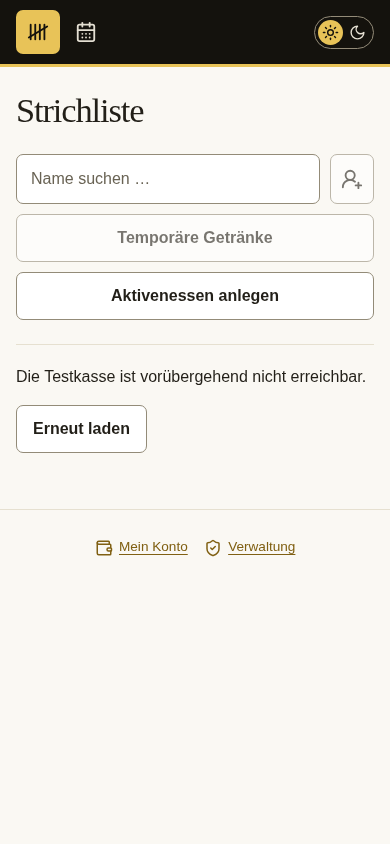 Strichliste
Name suchen …
Temporäre Getränke
Aktivenessen anlegen
Die Testkasse ist vorübergehend nicht erreichbar.
Erneut laden
Mein Konto Verwaltung